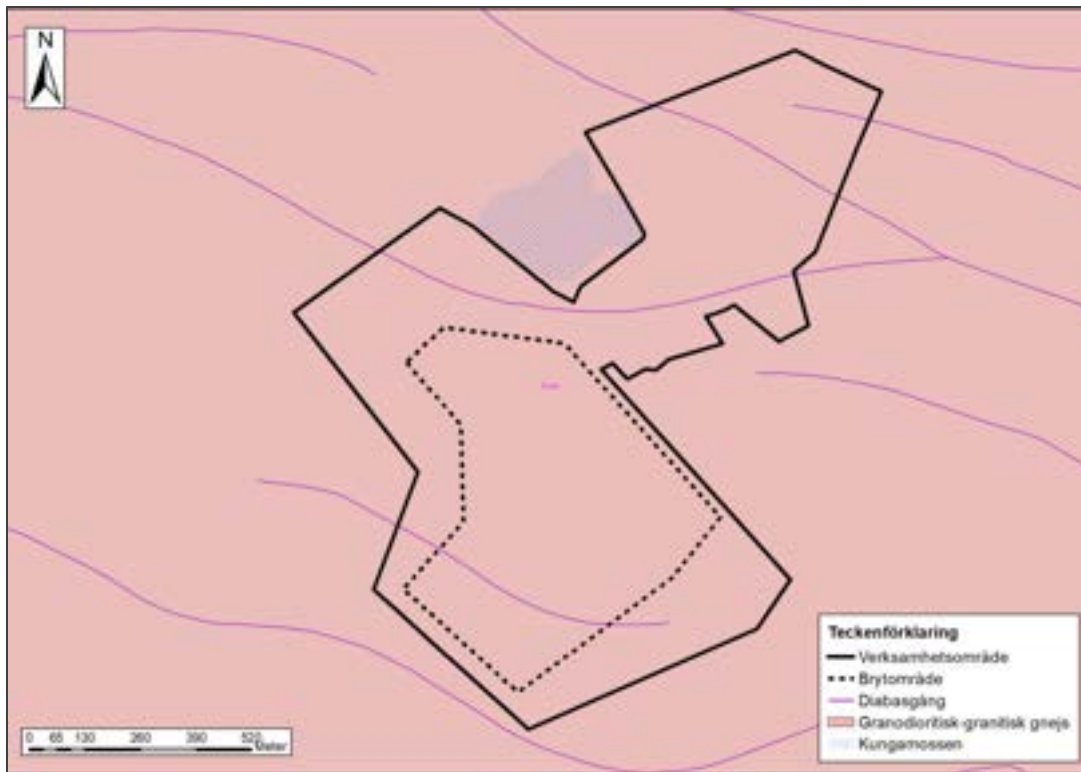 N
Teckenförklaring
Verksamhetsområde
Brytområde
Diabasgång
Granodioritisk-granitisk gnejs
Kungamossen
0 65 130 260 390 520
Meter